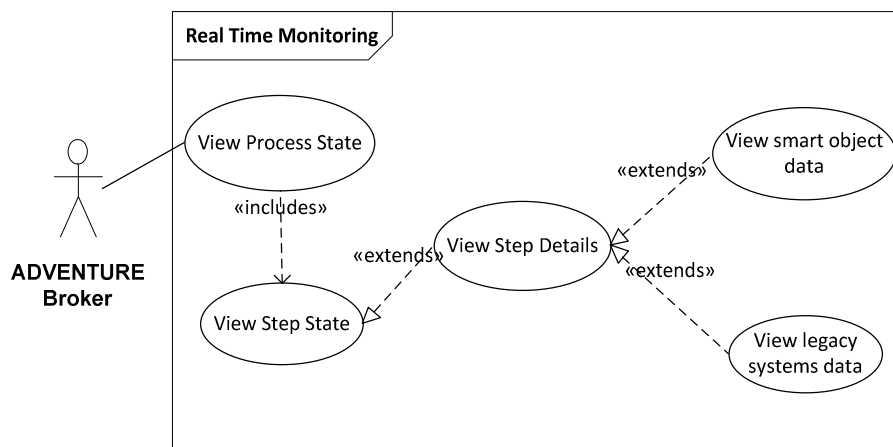 Real Time Monitoring
View Process State
View smart object
data
«extends»
«includes»
View Step Details
«extends»
«extends»
ADVENTURE
Broker
View Step State
View legacy
systems data